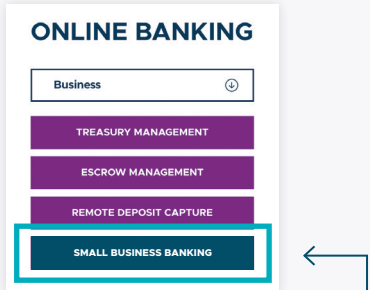 ONLINE BANKING
Business
TREASURY MANAGEMENT
ESCROW MANAGEMENT
REMOTE DEPOSIT CAPTURE
SMALL BUSINESS BANKING